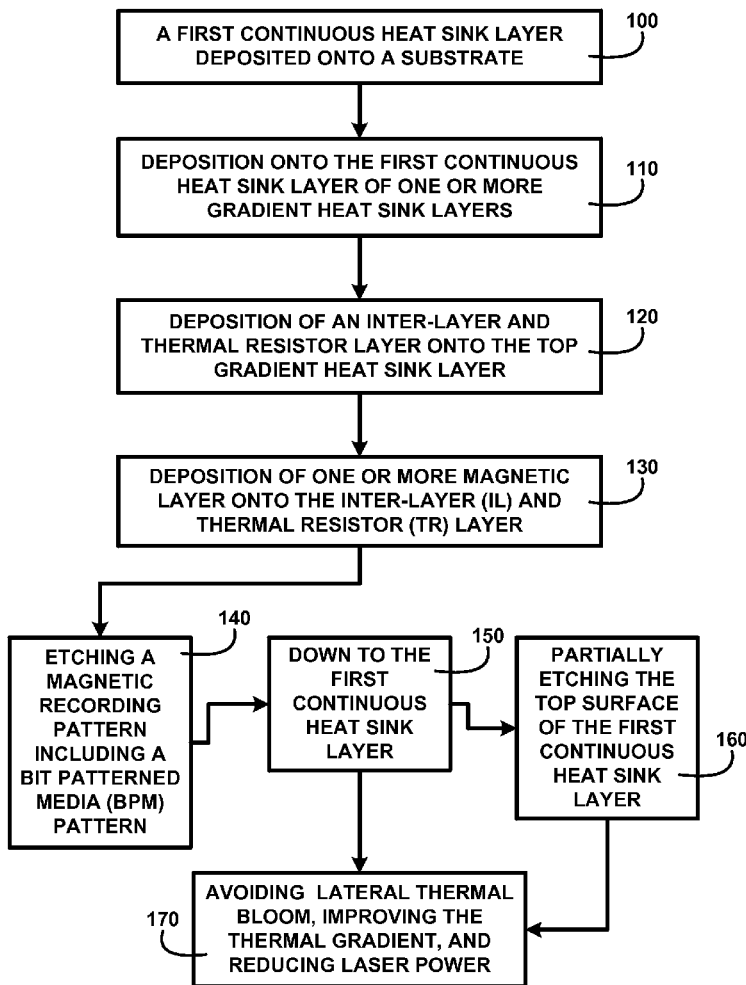 A FIRST CONTINUOUS HEAT SINK LAYER
DEPOSITED ONTO A SUBSTRATE
100
DEPOSITION ONTO THE FIRST CONTINUOUS
HEAT SINK LAYER OF ONE OR MORE
GRADIENT HEAT SINK LAYERS
110
DEPOSITION OF AN INTER-LAYER AND
THERMAL RESISTOR LAYER ONTO THE TOP
GRADIENT HEAT SINK LAYER
120
DEPOSITION OF ONE OR MORE MAGNETIC
LAYER ONTO THE INTER-LAYER (IL) AND
THERMAL RESISTOR (TR) LAYER
130
140
ETCHING A
MAGNETIC
RECORDING
PATTERN
INCLUDING A
BIT PATTERNED
MEDIA (BPM)
PATTERN
150
DOWN TO THE
FIRST
CONTINUOUS
HEAT SINK
LAYER
PARTIALLY
ETCHING THE
TOP SURFACE
OF THE FIRST
CONTINUOUS
HEAT SINK
LAYER
160
AVOIDING LATERAL THERMAL
BLOOM, IMPROVING THE
THERMAL GRADIENT, AND
REDUCING LASER POWER
170